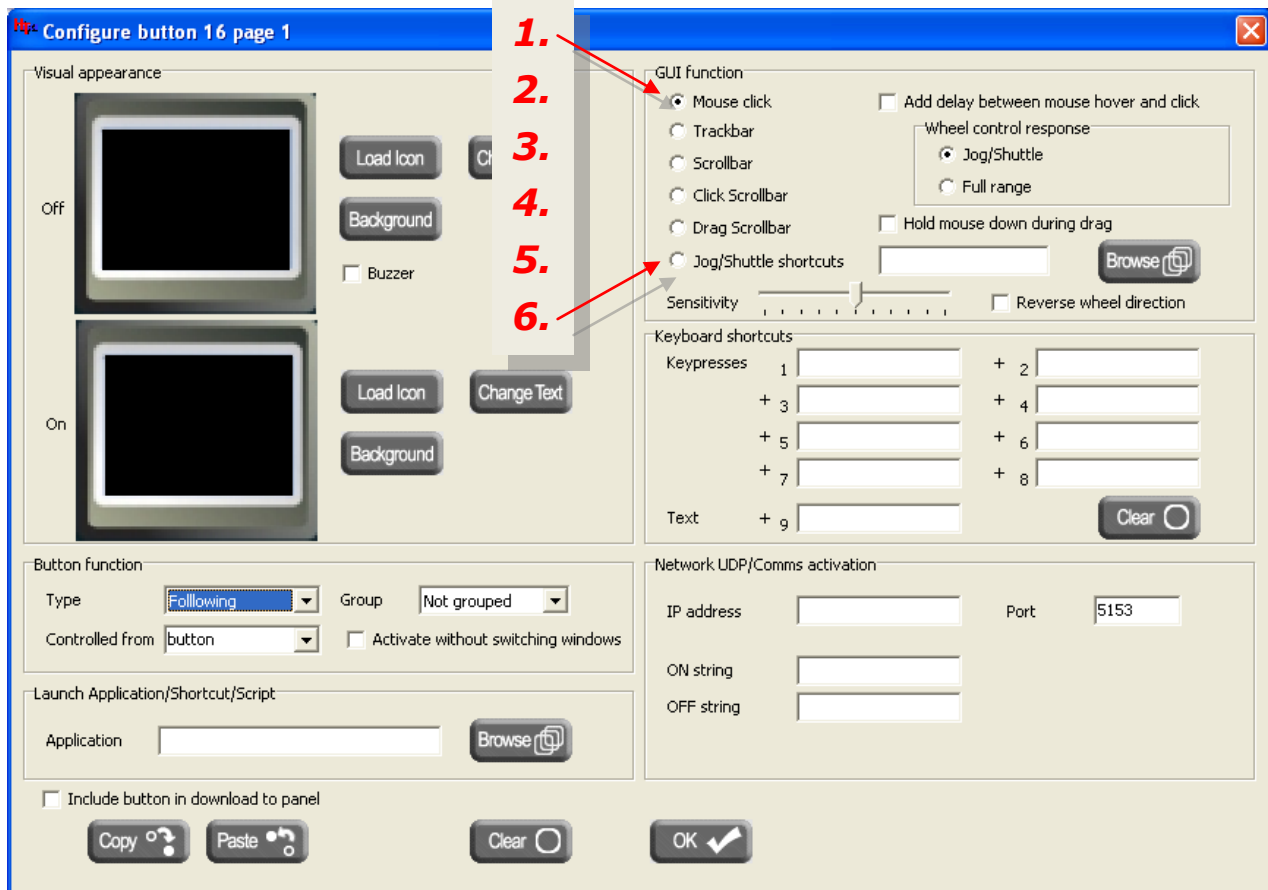 Configure button 16 page 1
1.
2.
3.
4.
5.
6.
Visual appearance
Off
Load Icon
Background
Buzzer
On
Load Icon
Change Text
Background
GUI function
Mouse click
Add delay between mouse hover and click
Trackbar
Wheel control response
Scrollbar
Jog/Shuttle
Click Scrollbar
Full range
Drag Scrollbar
Hold mouse down during drag
Jog/Shuttle shortcuts
Browse
Sensitivity
Reverse wheel direction
Keyboard shortcuts
Keypresses 1 + 2
+ 3 + 4
+ 5 + 6
+ 7 + 8
Text + 9
Clear
Button function
Type Folllowing Group Not grouped
Controlled from button Activate without switching windows
Launch Application/Shortcut/Script
Application Browse
Network UDP/Comms activation
IP address Port 5153
ON string
OFF string
Include button in download to panel
Copy Paste Clear OK